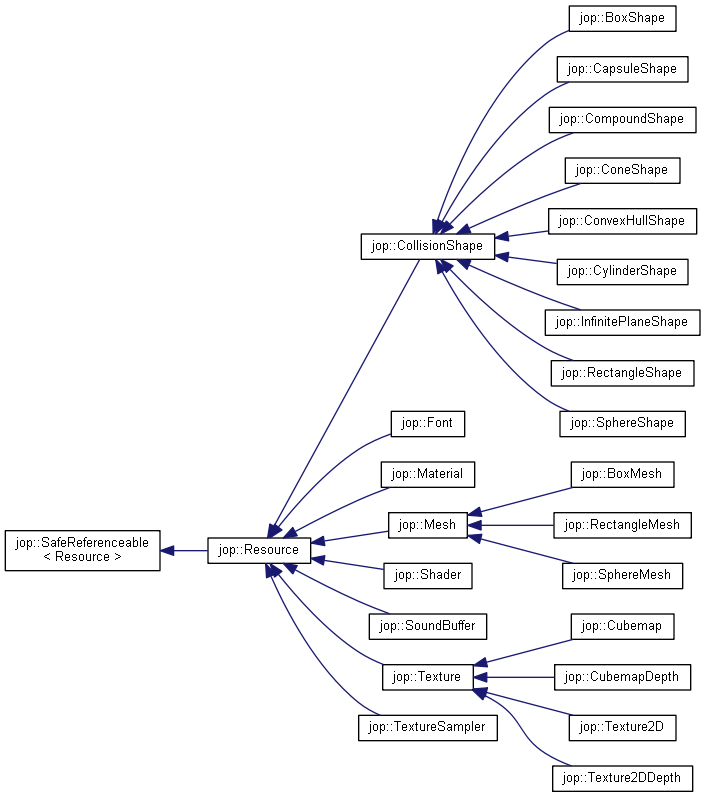 jop::BoxShape
jop::CapsuleShape
jop::CompoundShape
jop::ConeShape
jop::ConvexHullShape
jop::CollisionShape
jop::CylinderShape
jop::InfinitePlaneShape
jop::RectangleShape
jop::SphereShape
jop::Font
jop::Material
jop::BoxMesh
jop::Mesh
jop::RectangleMesh
jop::SafeReferenceable
< Resource >
jop::Resource
jop::Shader
jop::SphereMesh
jop::SoundBuffer
jop::Cubemap
jop::Texture
jop::CubemapDepth
jop::TextureSampler
jop::Texture2D
jop::Texture2DDepth